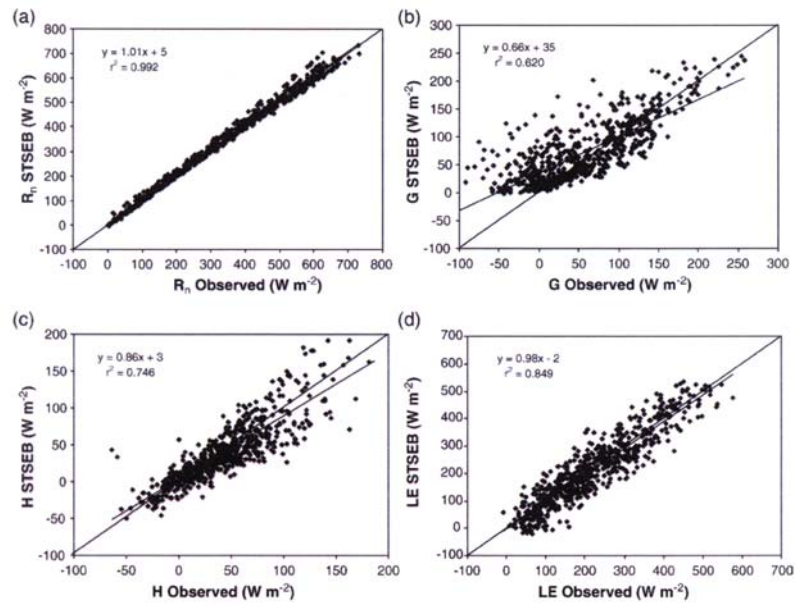 (a)
800
700
600
500
400
300
200
100
0
-100
Rn STSEB (W m-2)
y = 1.01x + 5
r2 = 0.992
-100 0 100 200 300 400 500 600 700 800
Rn Observed (W m-2)
(b)
300
250
200
150
100
50
0
-50
-100
G STSEB (W m-2)
y = 0.66x + 35
r2 = 0.620
-100 -50 0 50 100 150 200 250 300
G Observed (W m-2)
(c)
200
150
100
50
0
-50
-100
H STSEB (W m-2)
y = 0.86x + 3
r2 = 0.746
-100 -50 0 50 100 150 200
H Observed (W m-2)
(d)
700
600
500
400
300
200
100
0
-100
LE STSEB (W m-2)
y = 0.98x - 2
r2 = 0.849
-100 0 100 200 300 400 500 600 700
LE Observed (W m-2)